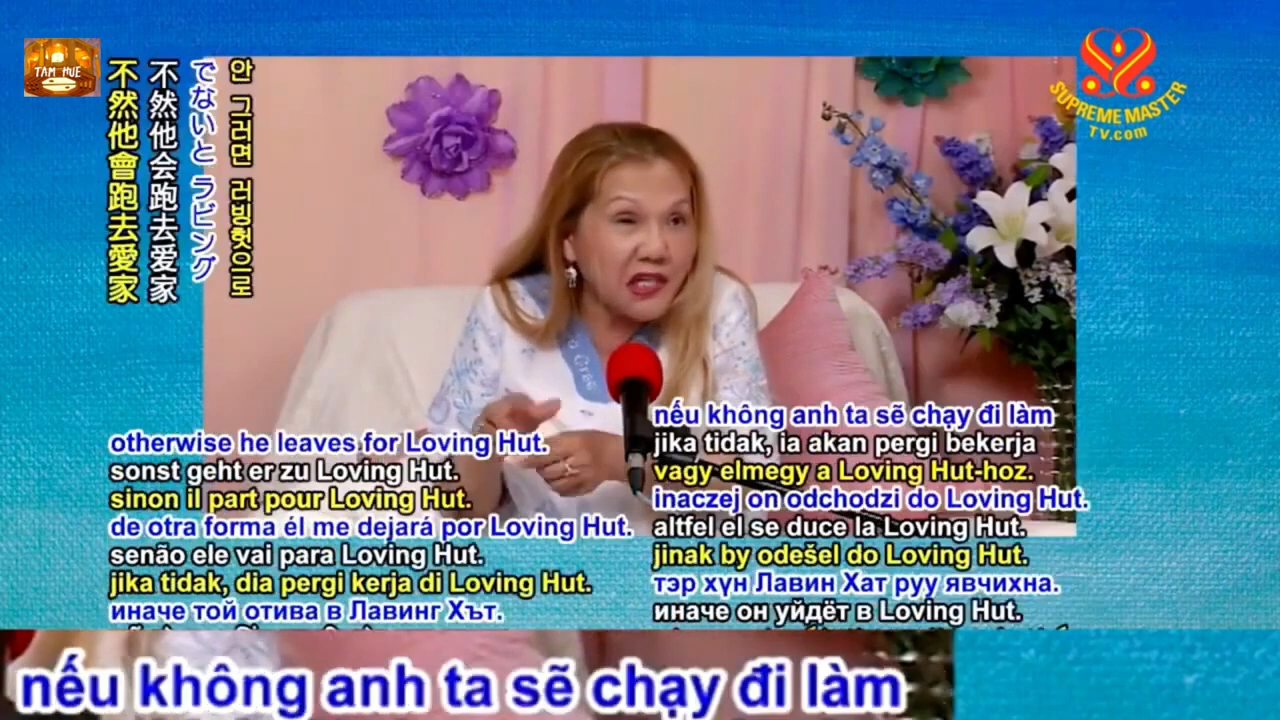 TAM HUE
不然他會跑去愛家
不然他会跑去爱家
でないと ラビング
안 그러면 러빙헛으로
SUPREME MASTER
TV.com
otherwise he leaves for Loving Hut.
sonst geht er zu Loving Hut.
sinon il part pour Loving Hut.
de otra forma él me dejará por Loving Hut.
senão ele vai para Loving Hut.
jika tidak, dia pergi kerja di Loving Hut.
иначе той отива в Лавинг Хът.
nếu không anh ta sẽ chạy đi làm
jika tidak, ia akan pergi bekerja
vagy elmegy a Loving Hut-hoz.
inaczej on odchodzi do Loving Hut.
altfel el se duce la Loving Hut.
jinak by odešel do Loving Hut.
тэр хүн Лавин Хат руу явчихна.
иначе он уйдёт в Loving Hut.
nếu không anh ta sẽ chạy đi làm